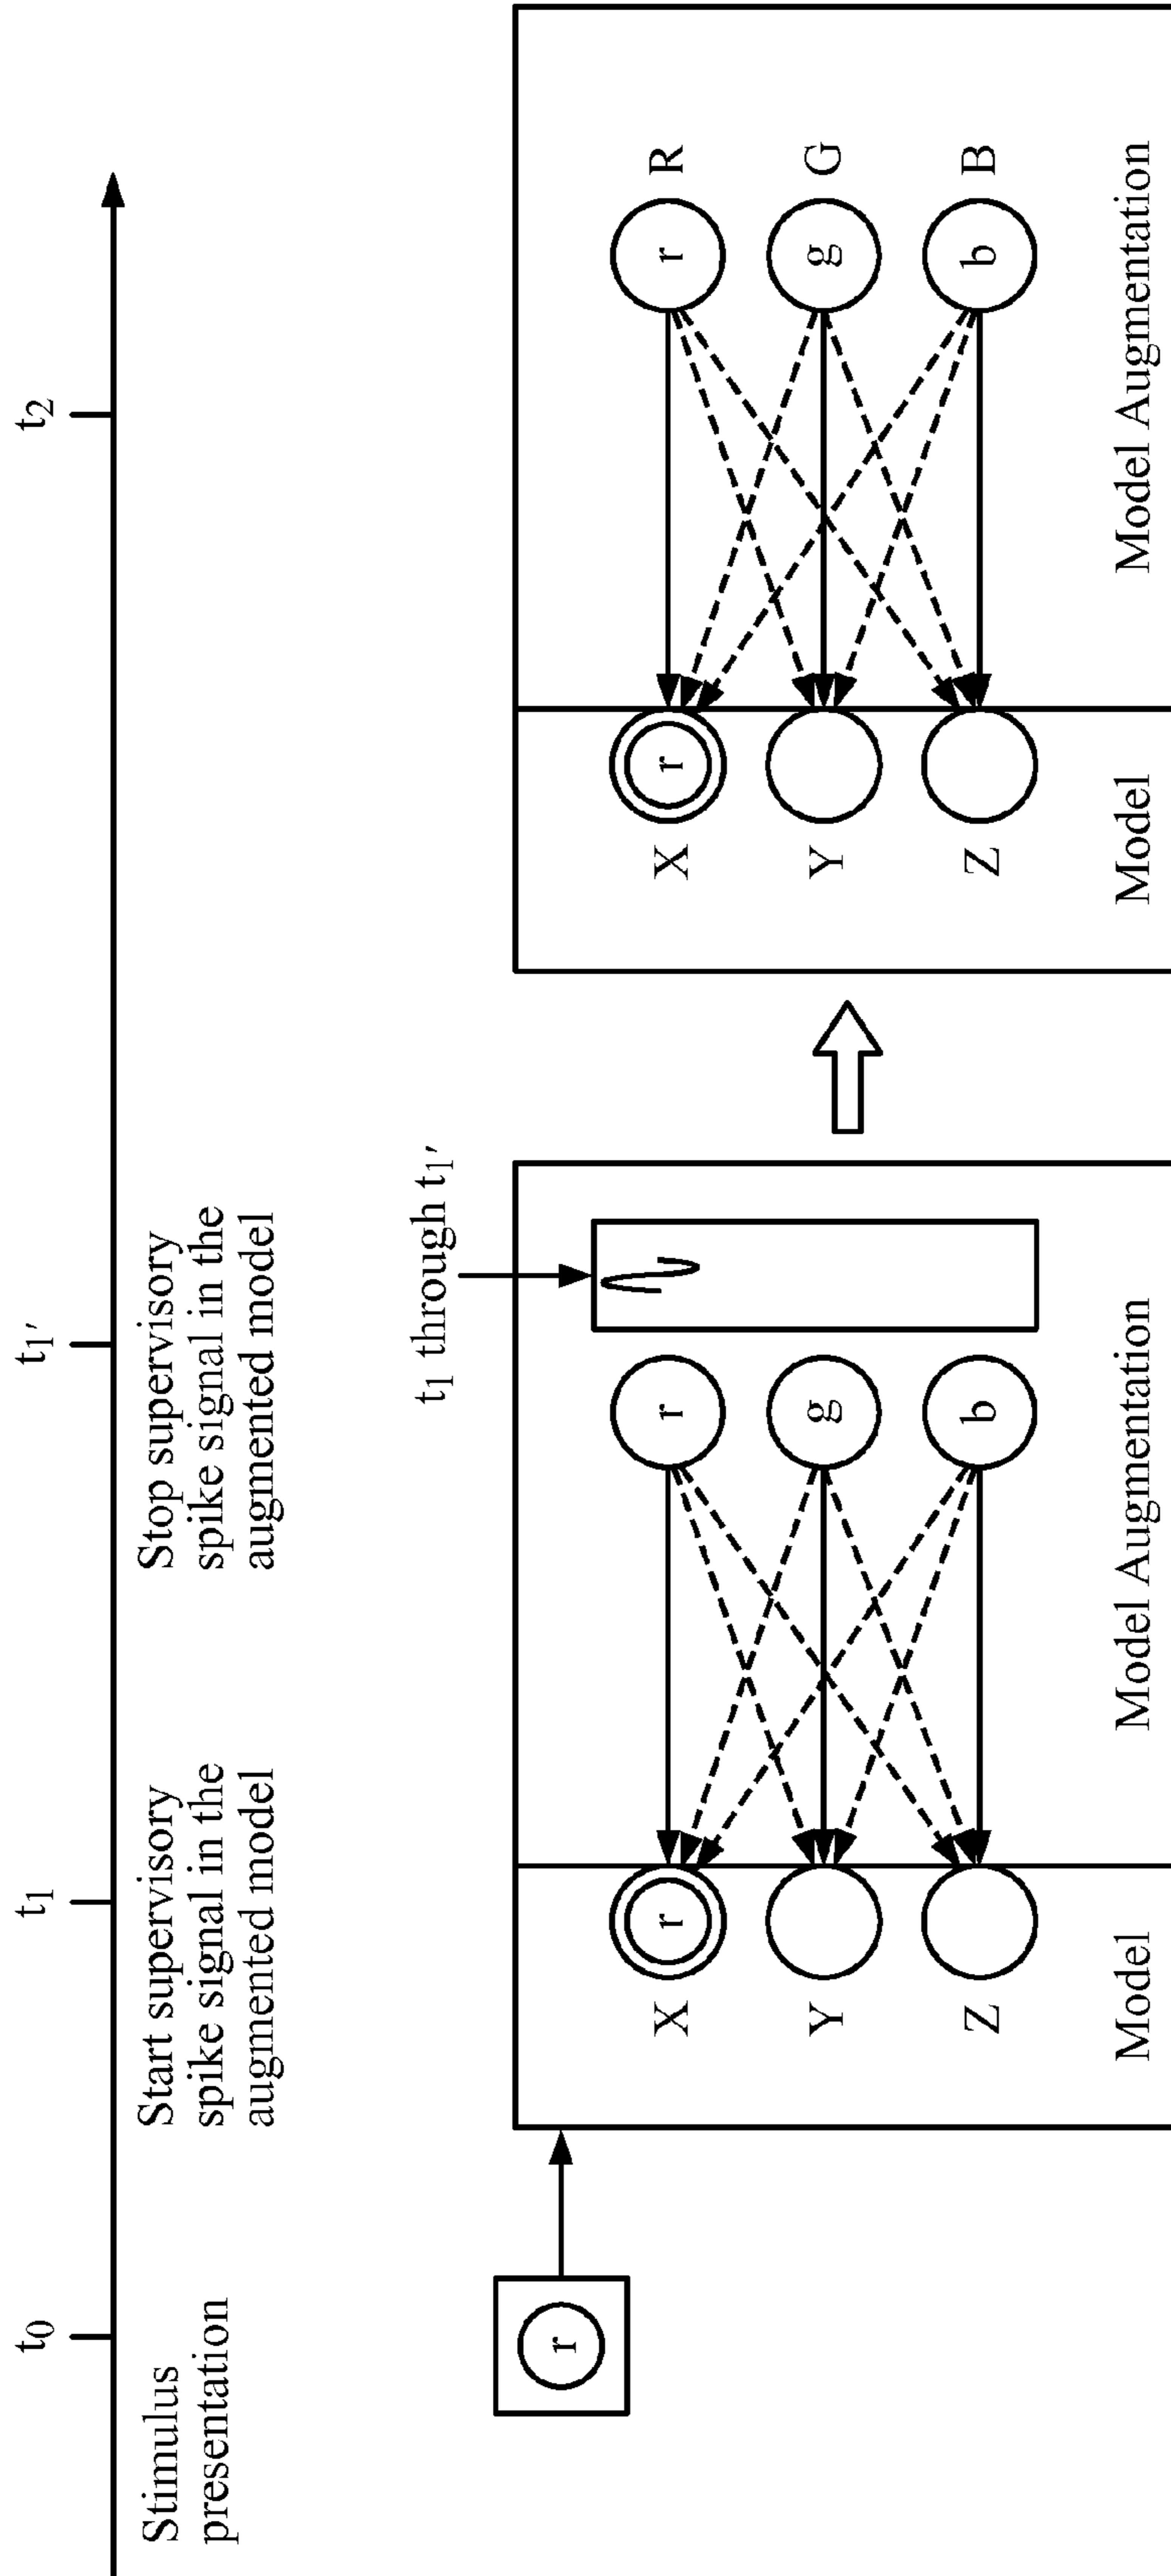 t0 t1 t1' t2
Stimulus
presentation
Start supervisory
spike signal in the
augmented model
Stop supervisory
spike signal in the
augmented model
t1 through t1'
r
X r r
Y g
Z b
Model Model Augmentation
X r r R
Y g G
Z b B
Model Model Augmentation